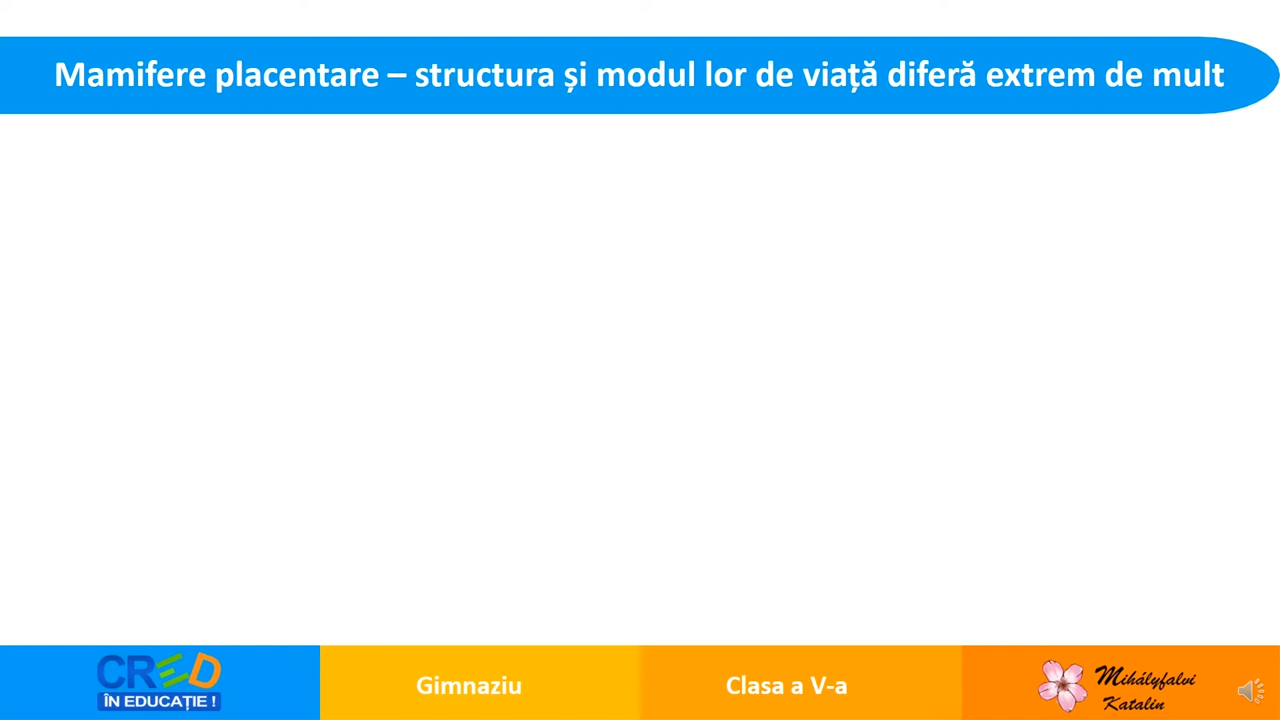 Mamifere placentare – structura și modul lor de viață diferă extrem de mult
CRED
ÎN EDUCAȚIE !
Gimnaziu
Clasa a V-a
Mihályfalvi
Katalin